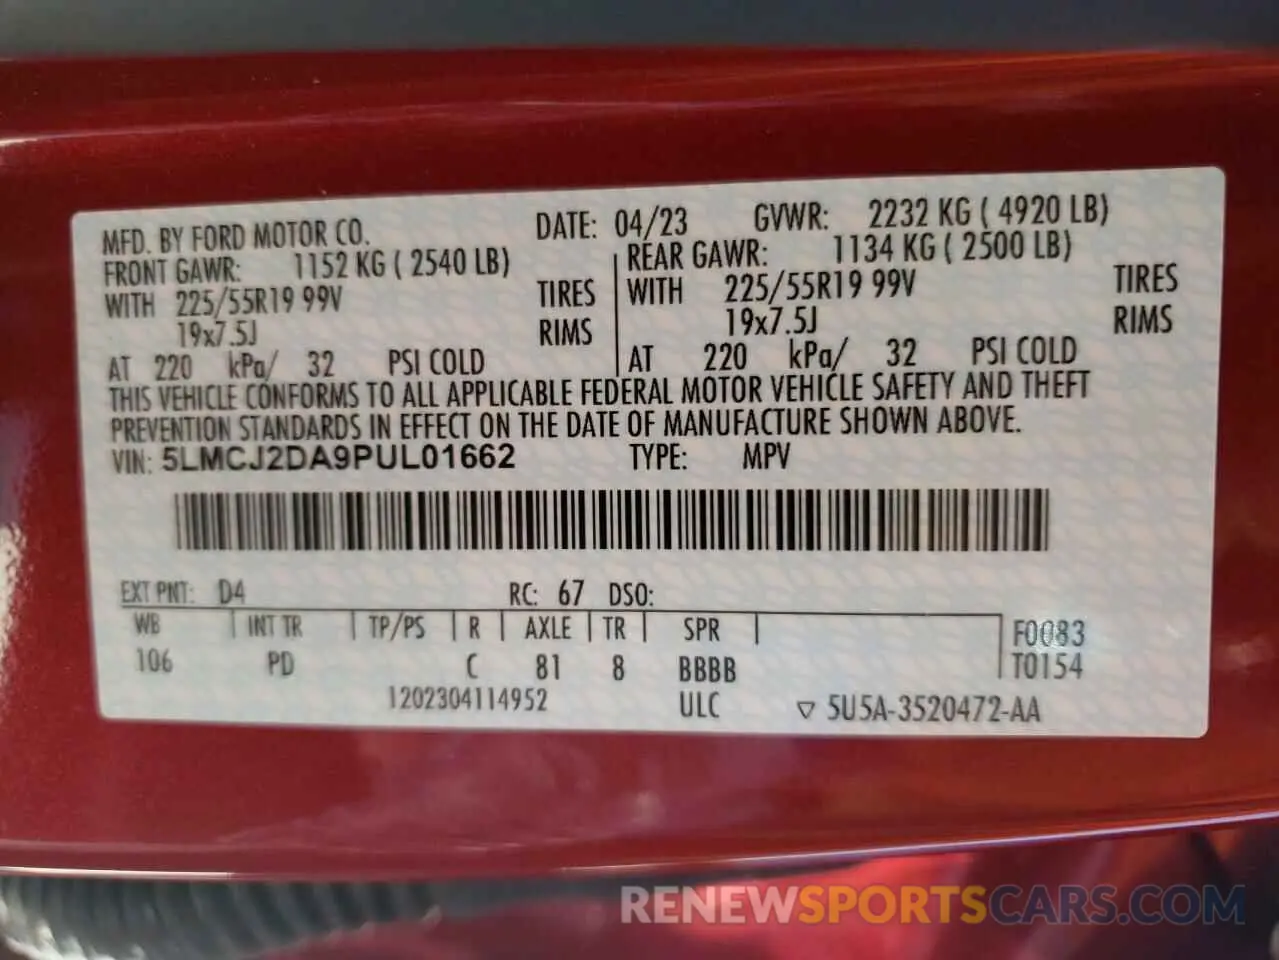 MFD. BY FORD MOTOR CO. DATE: 04/23 GVWR: 2232 KG ( 4920 LB)
FRONT GAWR: 1152 KG ( 2540 LB) REAR GAWR: 1134 KG ( 2500 LB)
WITH 225/55R19 99V TIRES WITH 225/55R19 99V TIRES
19x7.5J RIMS 19x7.5J RIMS
AT 220 kPa/ 32 PSI COLD AT 220 kPa/ 32 PSI COLD
THIS VEHICLE CONFORMS TO ALL APPLICABLE FEDERAL MOTOR VEHICLE SAFETY AND THEFT
PREVENTION STANDARDS IN EFFECT ON THE DATE OF MANUFACTURE SHOWN ABOVE.
VIN: 5LMCJ2DA9PUL01662 TYPE: MPV
EXT PNT: D4 RC: 67 DSO:
WB INT TR TP/PS R AXLE TR SPR F0083
106 PD C 81 8 BBBB T0154
1202304114952 ULC ▽ 5U5A-3520472-AA
RENEWSPORTSCARS.COM